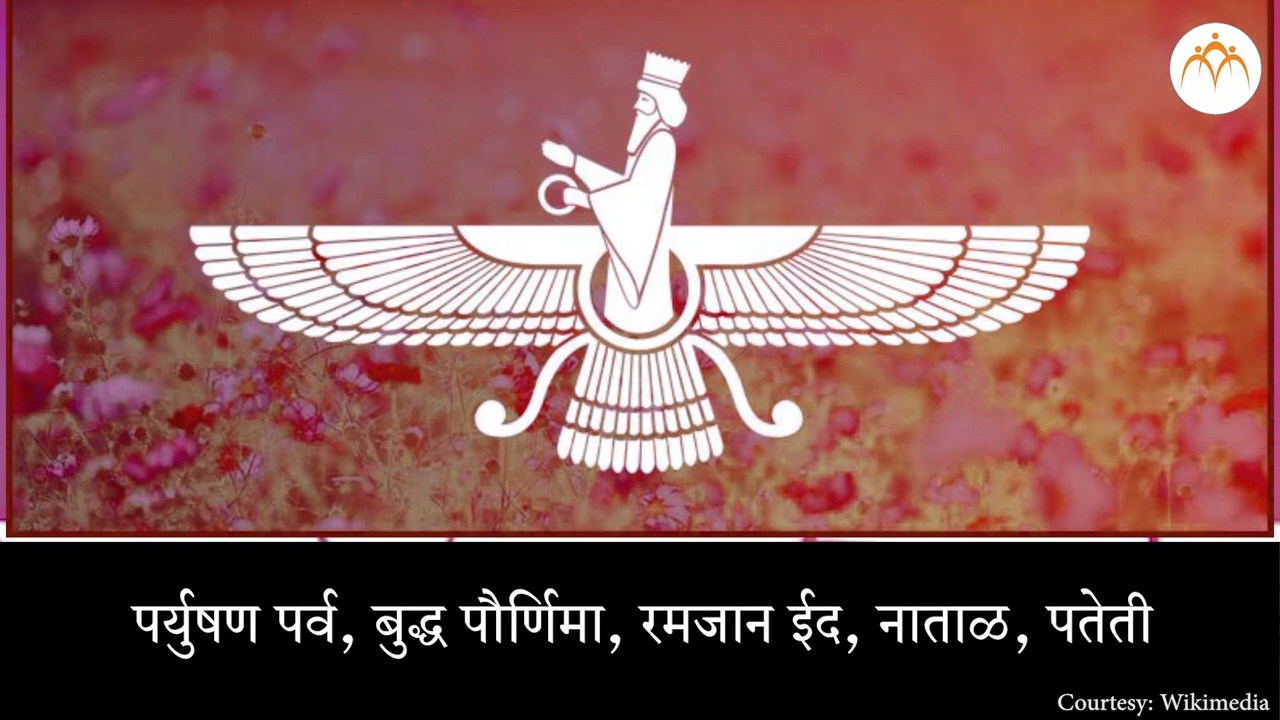 पर्युषण पर्व, बुद्ध पौर्णिमा, रमजान ईद, नाताळ, पतेती
Courtesy: Wikimedia